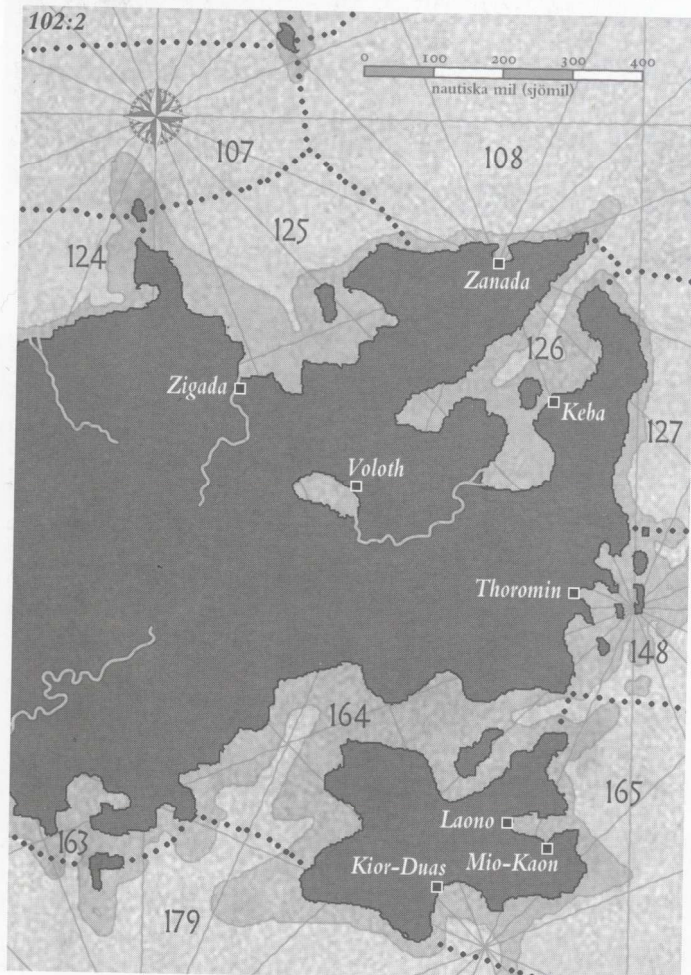 102:2
0 100 200 300 400
nautiska mil (sjömil)
107
108
125
124
Zanada
126
Zigada
Keba
127
Voloth
Thoromin
148
164
165
Laono
163
Mio-Kaon
Kior-Duas
179